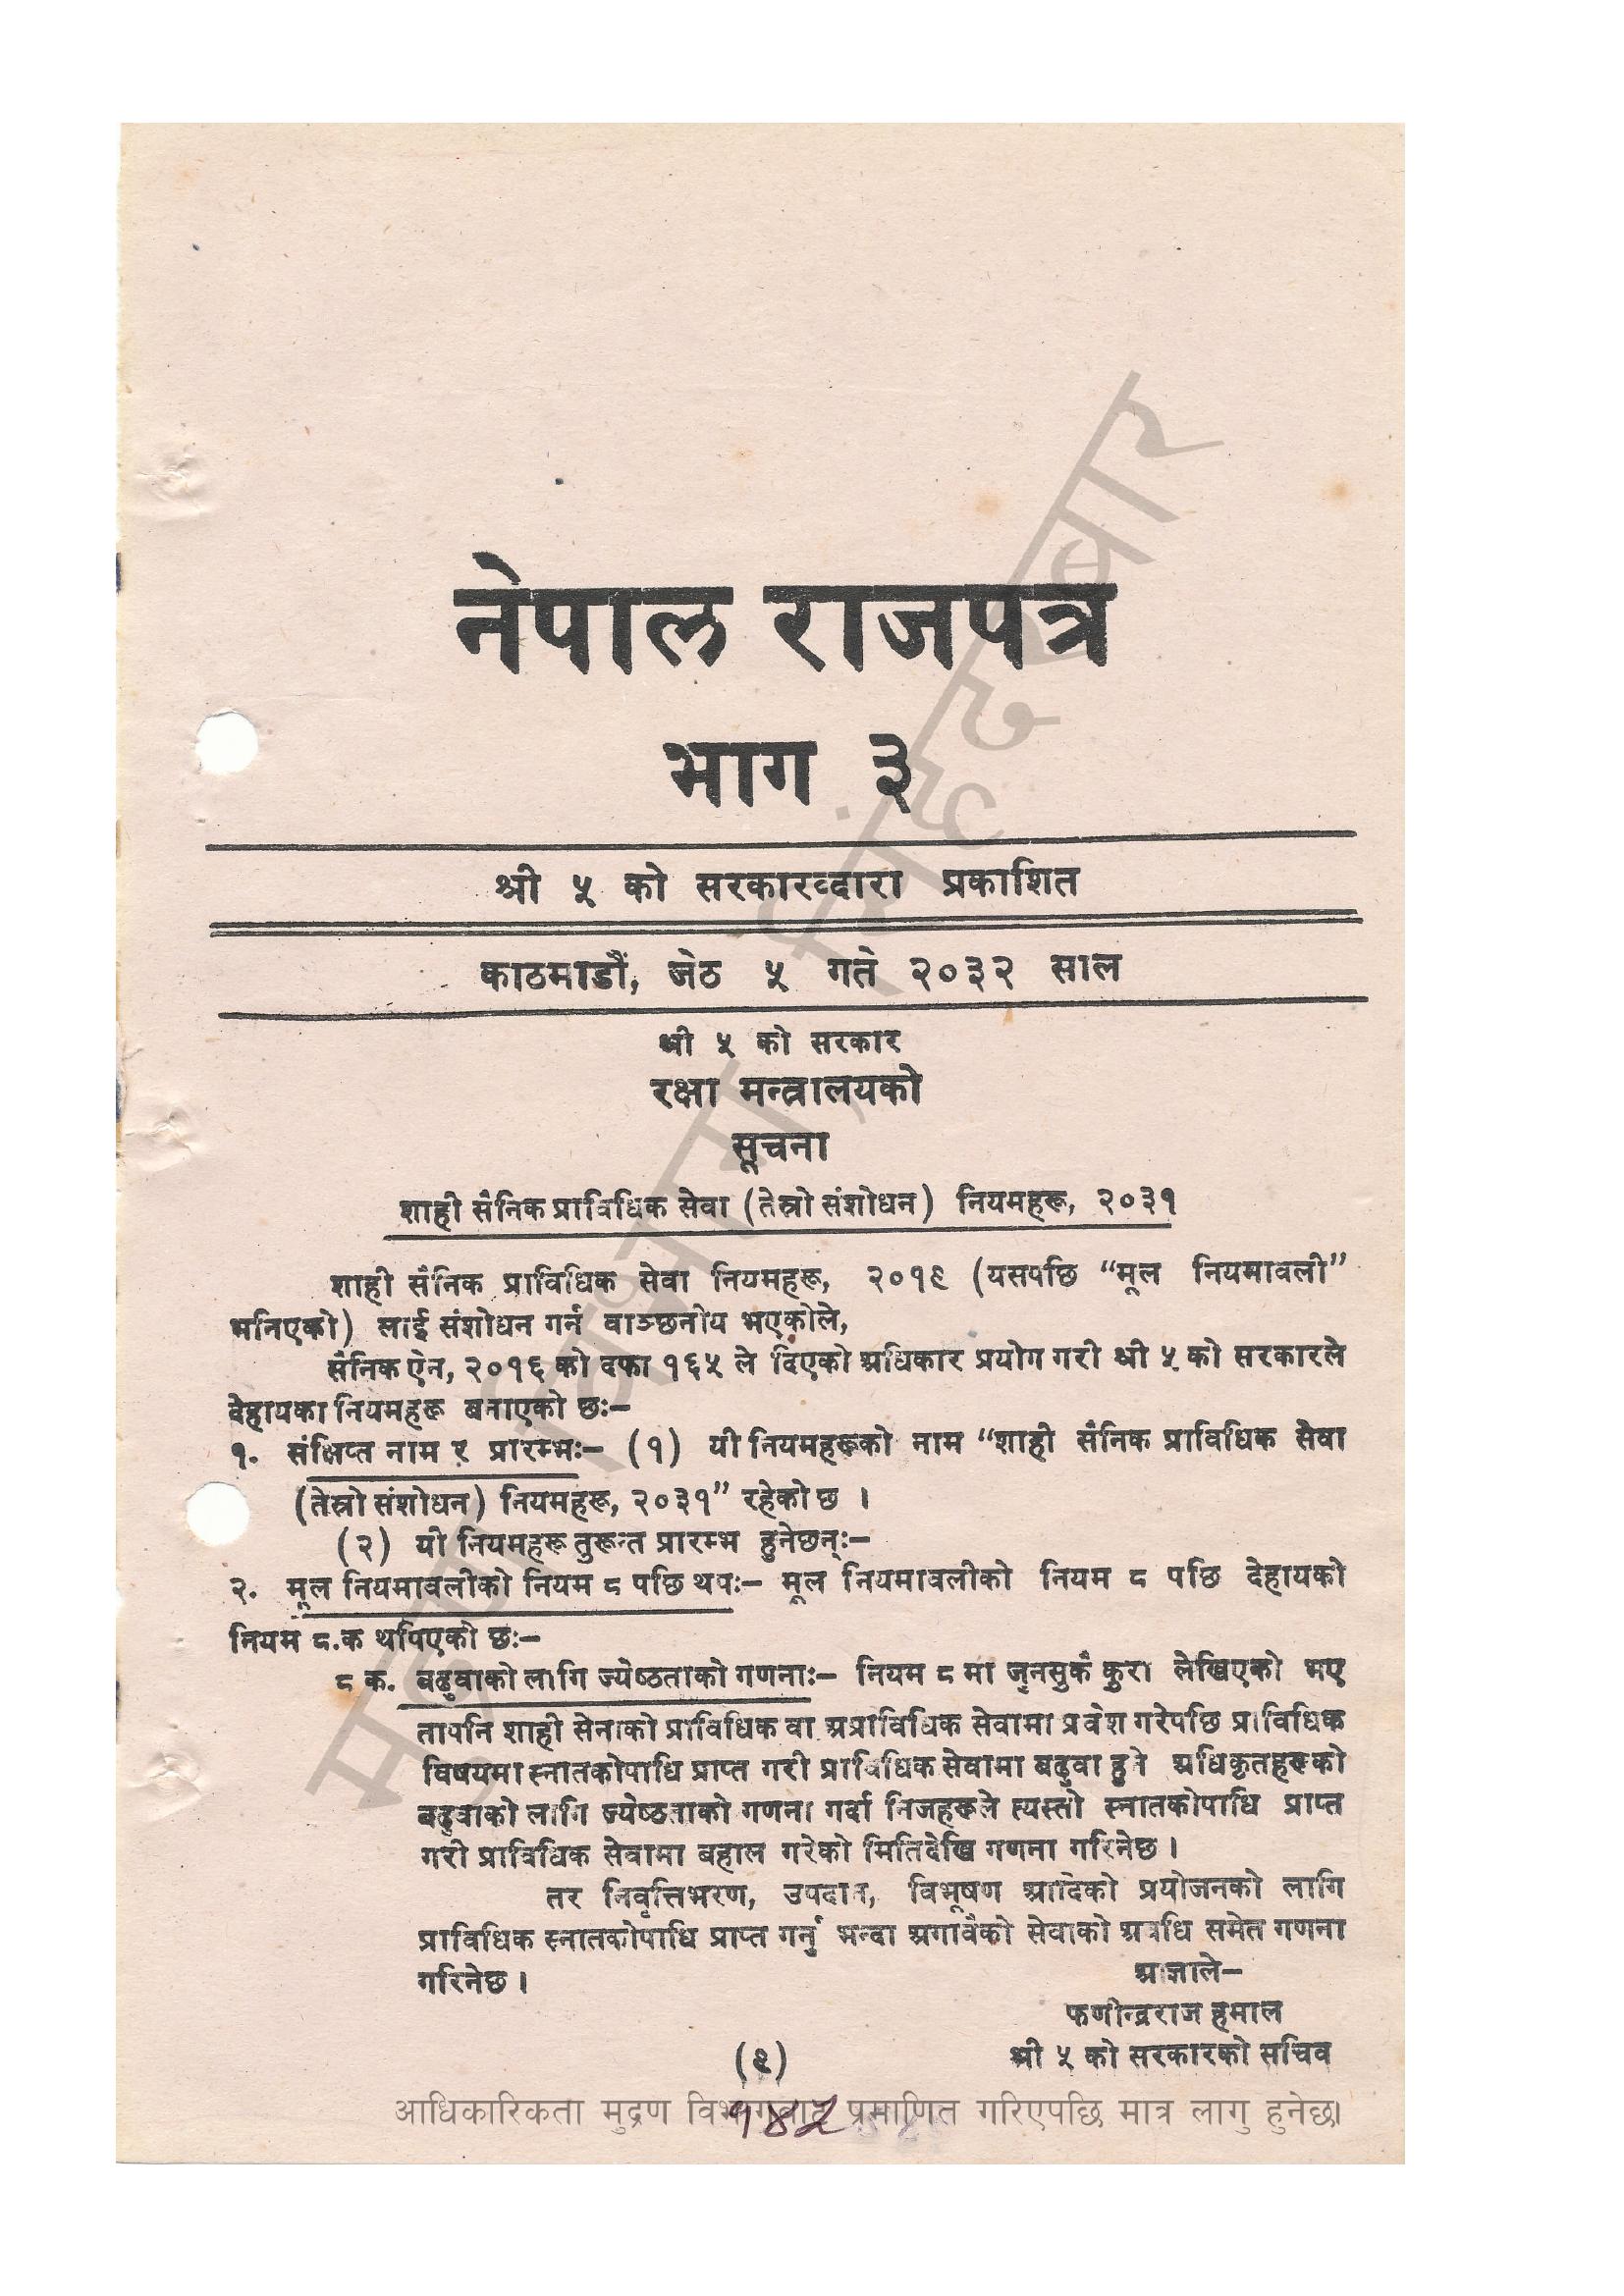 नेपाल राजपत्र
भाग ३
श्री ५ को सरकारव्दारा प्रकाशित
काठमाडौं, जेठ ५ गते २०३२ साल
श्री ५ को सरकार
रक्षा मन्त्रालयको
सूचना
शाही सैनिक प्राविधिक सेवा (तेस्रो संशोधन) नियमहरू, २०३१
शाही सैनिक प्राविधिक सेवा नियमहरू, २०१९ (यसपछि “मूल नियमावली”
भनिएको) लाई संशोधन गर्न वाञ्छनीय भएकोले,
सैनिक ऐन, २०१६ को दफा १६५ ले दिएको अधिकार प्रयोग गरी श्री ५ को सरकारले
देहायका नियमहरू बनाएको छः–
१. संक्षिप्त नाम र प्रारम्भः– (१) यी नियमहरूको नाम “शाही सैनिक प्राविधिक सेवा
(तेस्रो संशोधन) नियमहरू, २०३१” रहेको छ ।
(२) यी नियमहरू तुरून्त प्रारम्भ हुनेछन्ः–
२. मूल नियमावलीको नियम ८ पछि थपः– मूल नियमावलीको नियम ८ पछि देहायको
नियम ८.क थपिएको छः–
८ क. बढुवाको लागि ज्येष्ठताको गणनाः– नियम ८ मा जुनसुकै कुरा लेखिएको भए
तापनि शाही सेनाको प्राविधिक वा अप्राविधिक सेवामा प्रवेश गरेपछि प्राविधिक
विषयमा स्नातकोपाधि प्राप्त गरी प्राविधिक सेवामा बढुवा हुने अधिकृतहरूको
बढुवाको लागि ज्येष्ठताको गणना गर्दा निजहरूले त्यस्तो स्नातकोपाधि प्राप्त
गरी प्राविधिक सेवामा बहाल गरेको मितिदेखि गणना गरिनेछ ।
तर निवृत्तिभरण, उपदान, विभूषण आदिको प्रयोजनको लागि
प्राविधिक स्नातकोपाधि प्राप्त गर्नु भन्दा अगावैको सेवाको अवधि समेत गणना
गरिनेछ ।
आज्ञाले–
फणीन्द्रराज हमाल
श्री ५ को सरकारको सचिव
(१)
१४२
आधिकारिकता मुद्रण विभागबाट प्रमाणित गरिएपछि मात्र लागु हुनेछ।
मुद्रण विभाग, सिंहदरबार